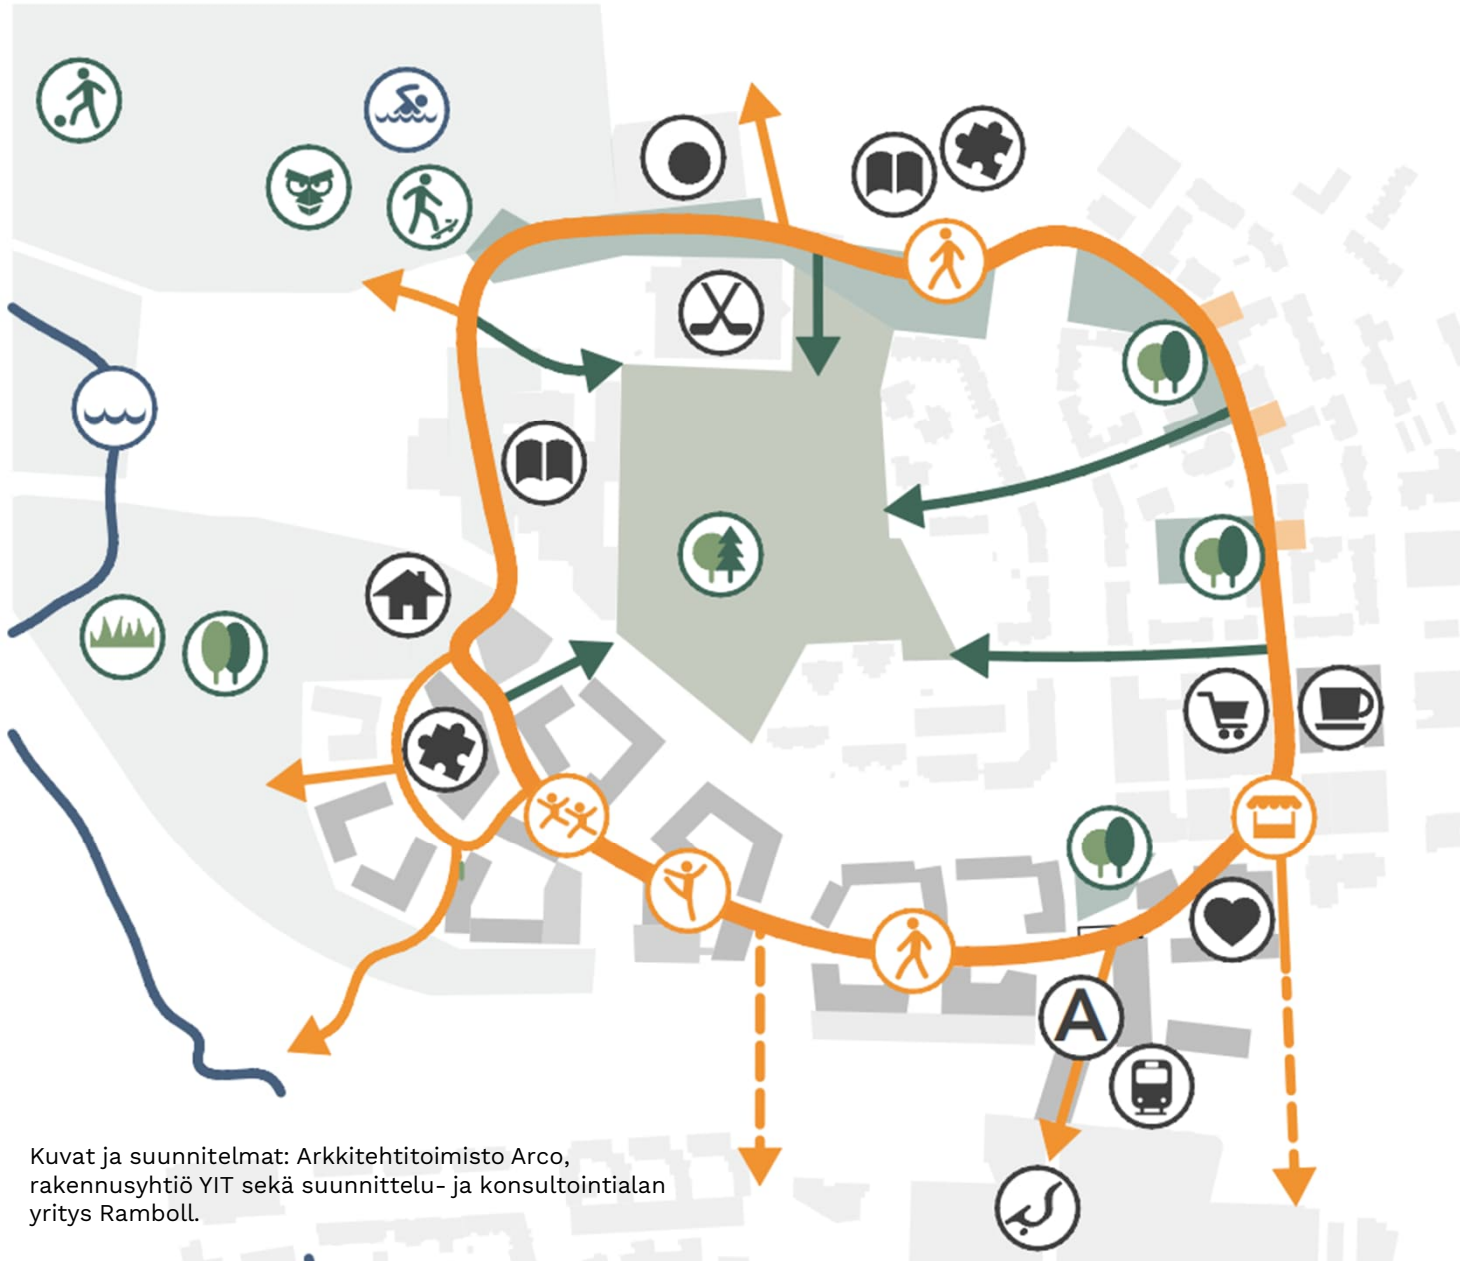 A
Kuvat ja suunnitelmat: Arkkitehtitoimisto Arco,
rakennusyhtiö YIT sekä suunnittelu- ja konsultointialan
yritys Ramboll.